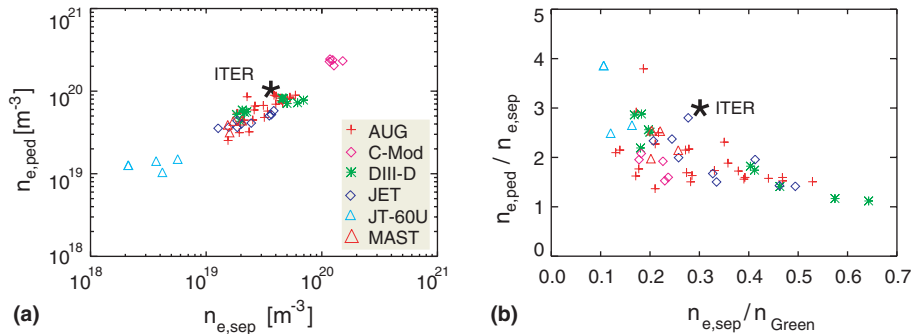 (a)
n_e,ped [m^-3]
10^21
10^20
10^19
10^18
ITER
AUG
C-Mod
DIII-D
JET
JT-60U
MAST
10^18 10^19 10^20 10^21
n_e,sep [m^-3]
(b)
n_e,ped / n_e,sep
5
4
3
2
1
0
ITER
0.0 0.1 0.2 0.3 0.4 0.5 0.6 0.7
n_e,sep / n_Green